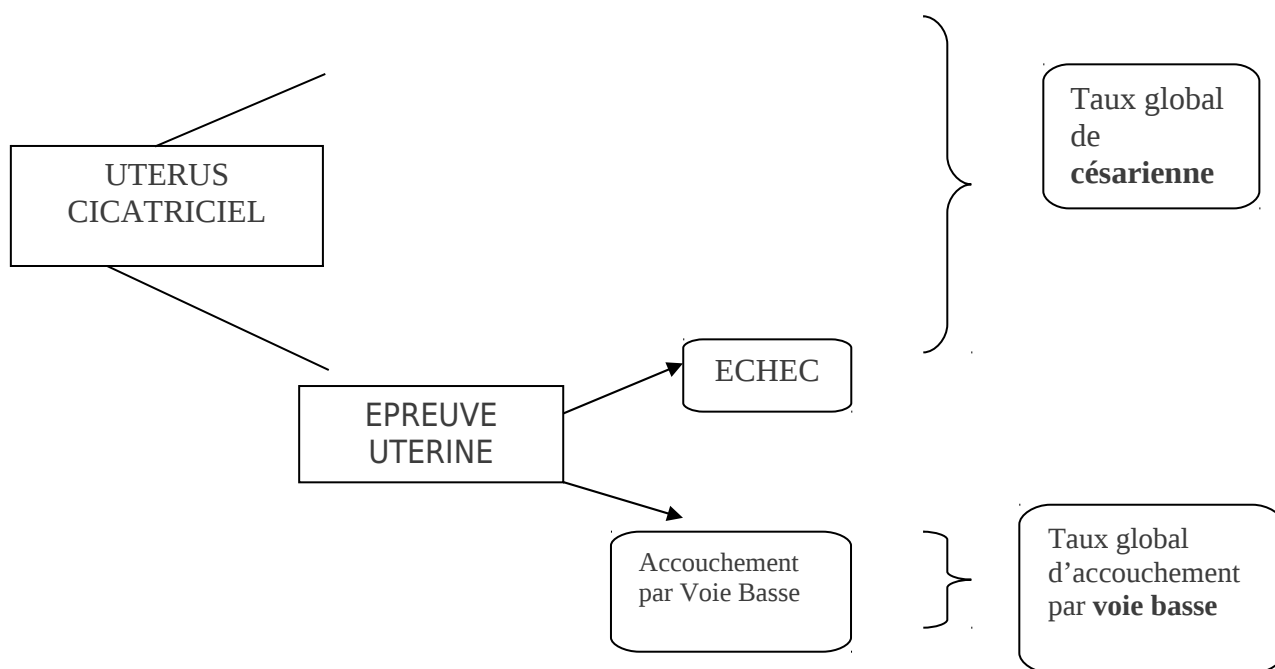 Taux global
de
césarienne
UTERUS
CICATRICIEL
ECHEC
EPREUVE
UTERINE
Accouchement
par Voie Basse
Taux global
d’accouchement
par voie basse